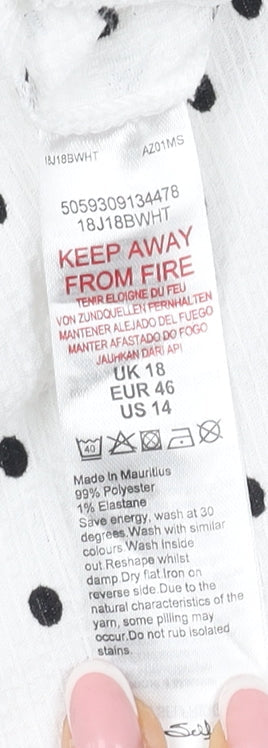 18J18BWHT AZ01MS
5059309134478
18J18BWHT
KEEP AWAY
FROM FIRE
TENIR ELOIGNE DU FEU
VON ZUNDQUELLEN FERNHALTEN
MANTENER ALEJADO DEL FUEGO
MANTER AFASTADO DO FOGO
JAUHKAN DARI API
UK 18
EUR 46
US 14
40
Made in Mauritius
99% Polyester
1% Elastane
Save energy, wash at 30
degrees.Wash with similar
colours.Wash Inside
out.Reshape whilst
damp.Dry flat.Iron on
reverse side.Due to the
natural characteristics of the
yarn, some pilling may
occur.Do not rub isolated
stains.